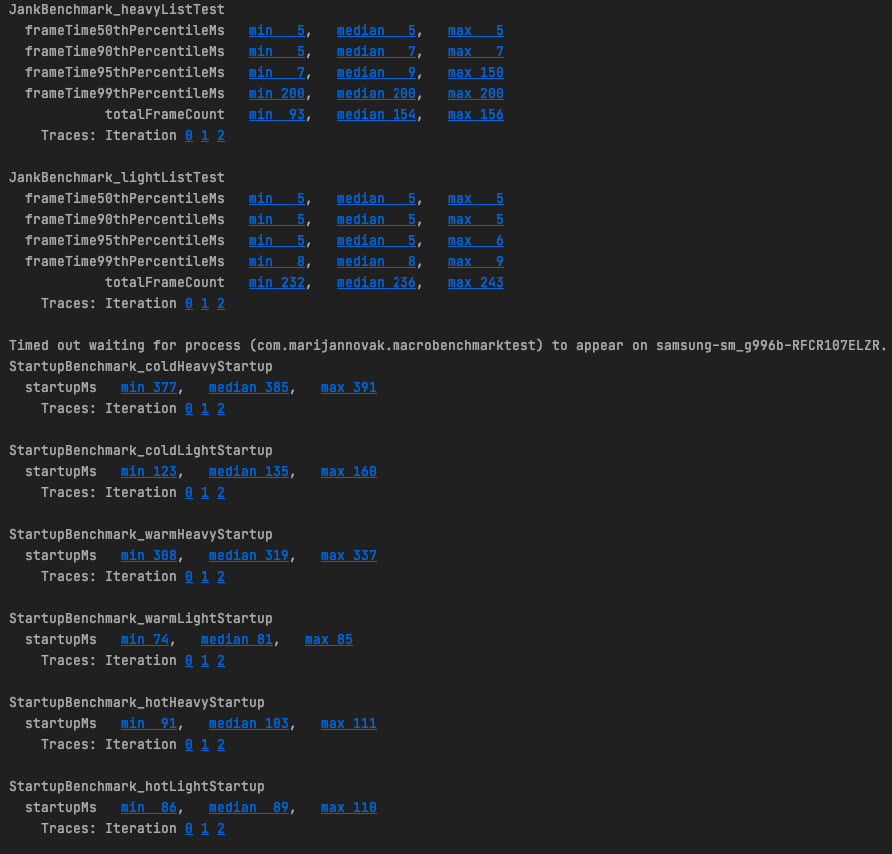 JankBenchmark_heavyListTest
frameTime50thPercentileMs min 5, median 5, max 5
frameTime90thPercentileMs min 5, median 7, max 7
frameTime95thPercentileMs min 7, median 9, max 150
frameTime99thPercentileMs min 200, median 200, max 200
totalFrameCount min 93, median 154, max 156
Traces: Iteration 0 1 2
JankBenchmark_lightListTest
frameTime50thPercentileMs min 5, median 5, max 5
frameTime90thPercentileMs min 5, median 5, max 5
frameTime95thPercentileMs min 5, median 5, max 6
frameTime99thPercentileMs min 8, median 8, max 9
totalFrameCount min 232, median 236, max 243
Traces: Iteration 0 1 2
Timed out waiting for process (com.marijannovak.macrobenchmarktest) to appear on samsung-sm_g996b-RFCR107ELZR.
StartupBenchmark_coldHeavyStartup
startupMs min 377, median 385, max 391
Traces: Iteration 0 1 2
StartupBenchmark_coldLightStartup
startupMs min 123, median 135, max 160
Traces: Iteration 0 1 2
StartupBenchmark_warmHeavyStartup
startupMs min 308, median 319, max 337
Traces: Iteration 0 1 2
StartupBenchmark_warmLightStartup
startupMs min 74, median 81, max 85
Traces: Iteration 0 1 2
StartupBenchmark_hotHeavyStartup
startupMs min 91, median 103, max 111
Traces: Iteration 0 1 2
StartupBenchmark_hotLightStartup
startupMs min 86, median 89, max 110
Traces: Iteration 0 1 2